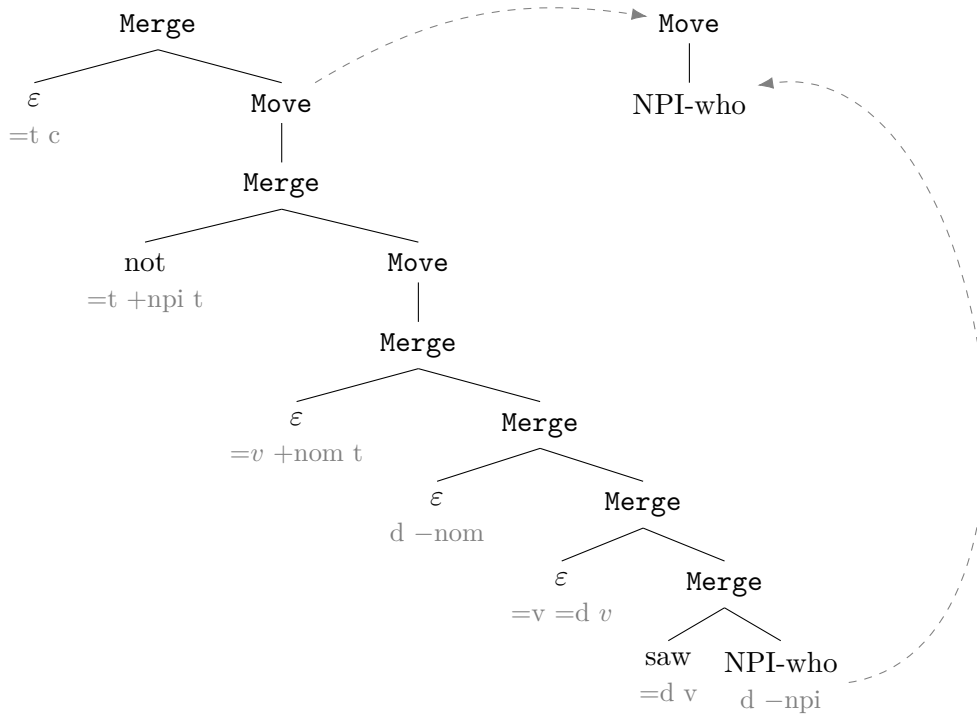 Merge
Move
ε
Move
NPI-who
=t c
Merge
not
Move
=t +npi t
Merge
ε
Merge
=v +nom t
ε
Merge
d −nom
ε
Merge
=v =d v
saw
NPI-who
=d v
d −npi